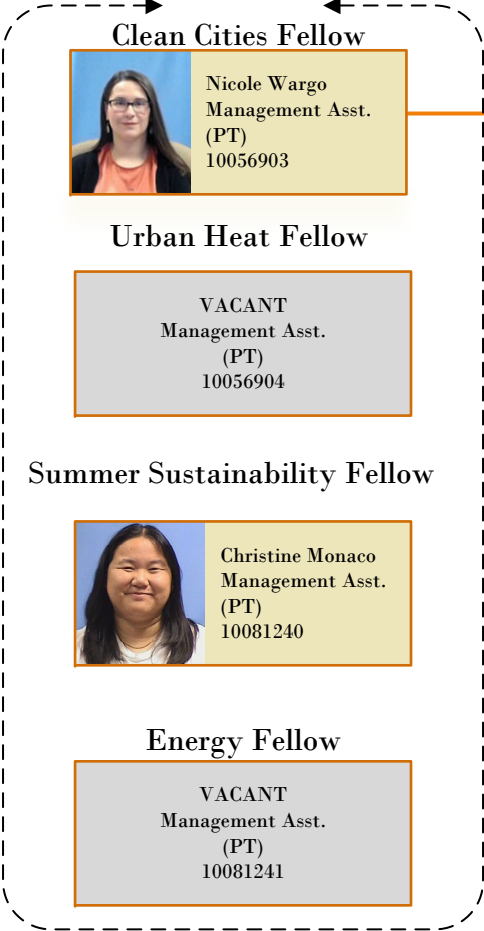 Clean Cities Fellow
Nicole Wargo
Management Asst.
(PT)
10056903
Urban Heat Fellow
VACANT
Management Asst.
(PT)
10056904
Summer Sustainability Fellow
Christine Monaco
Management Asst.
(PT)
10081240
Energy Fellow
VACANT
Management Asst.
(PT)
10081241